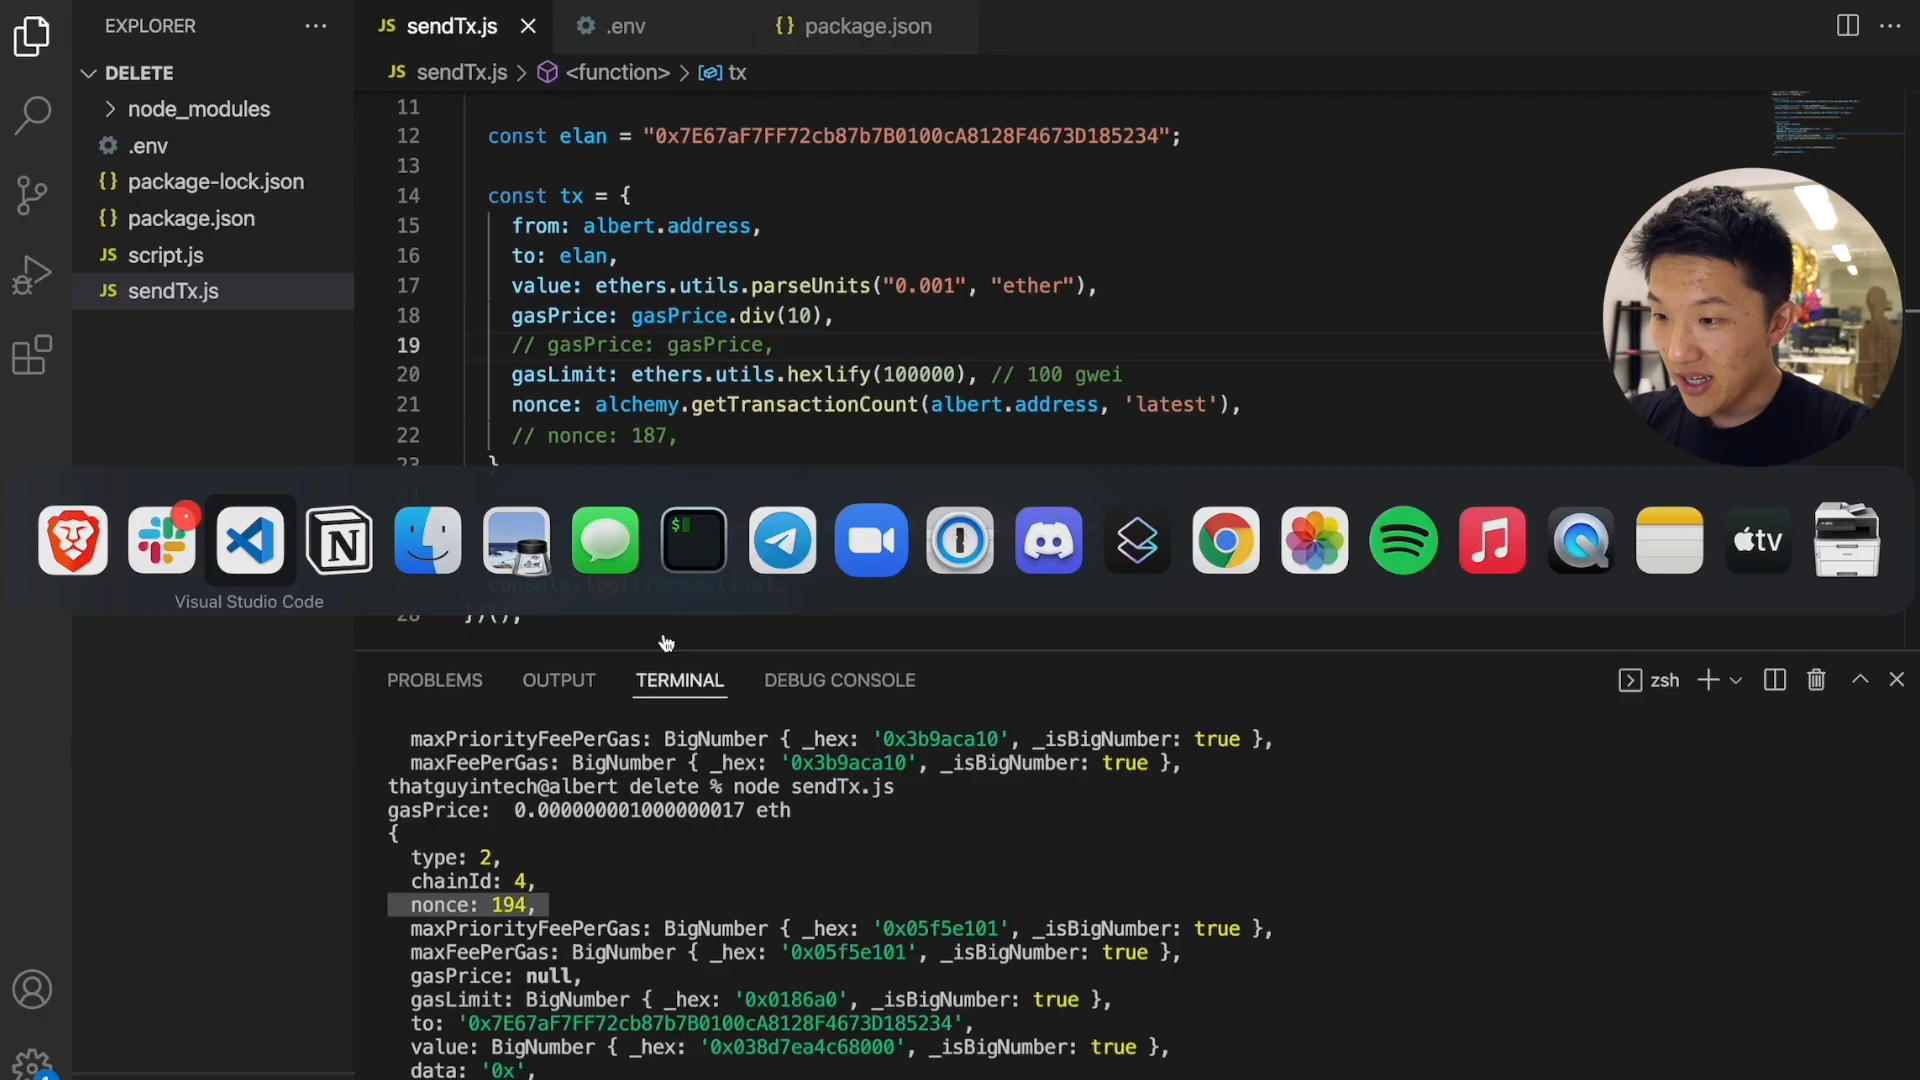 EXPLORER
DELETE
node_modules
.env
{} package-lock.json
{} package.json
JS script.js
JS sendTx.js
JS sendTx.js
.env
{} package.json
JS sendTx.js > <function> > tx
11
12 const elan = "0x7E67aF7FF72cb87b7B0100cA8128F4673D185234";
13
14 const tx = {
15 from: albert.address,
16 to: elan,
17 value: ethers.utils.parseUnits("0.001", "ether"),
18 gasPrice: gasPrice.div(10),
19 // gasPrice: gasPrice,
20 gasLimit: ethers.utils.hexlify(100000), // 100 gwei
21 nonce: alchemy.getTransactionCount(albert.address, 'latest'),
22 // nonce: 187,
23 }
N
$
tv
console.log(transaction);
Visual Studio Code
28 })();
PROBLEMS
OUTPUT
TERMINAL
DEBUG CONSOLE
zsh
maxPriorityFeePerGas: BigNumber { _hex: '0x3b9aca10', _isBigNumber: true },
maxFeePerGas: BigNumber { _hex: '0x3b9aca10', _isBigNumber: true },
thatguyintech@albert delete % node sendTx.js
gasPrice: 0.000000001000000017 eth
{
type: 2,
chainId: 4,
nonce: 194,
maxPriorityFeePerGas: BigNumber { _hex: '0x05f5e101', _isBigNumber: true },
maxFeePerGas: BigNumber { _hex: '0x05f5e101', _isBigNumber: true },
gasPrice: null,
gasLimit: BigNumber { _hex: '0x0186a0', _isBigNumber: true },
to: '0x7E67aF7FF72cb87b7B0100cA8128F4673D185234',
value: BigNumber { _hex: '0x038d7ea4c68000', _isBigNumber: true },
data: '0x',